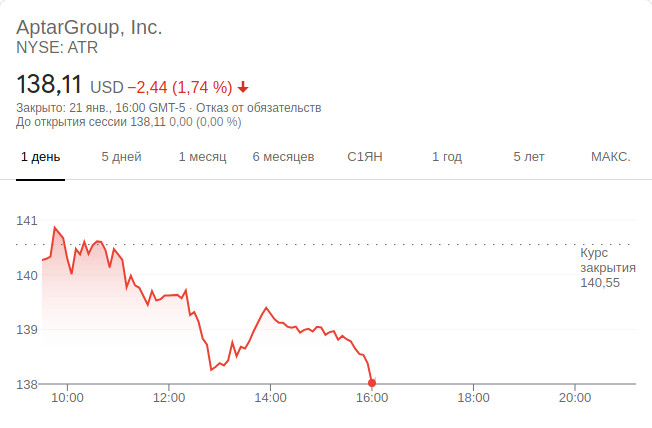 AptarGroup, Inc.
NYSE: ATR
138,11 USD −2,44 (1,74 %)
Закрыто: 21 янв., 16:00 GMT-5 · Отказ от обязательств
До открытия сессии 138,11 0,00 (0,00 %)
1 день 5 дней 1 месяц 6 месяцев С1ЯН 1 год 5 лет МАКС.
141
Курс
закрытия
140,55
140
139
138
10:00 12:00 14:00 16:00 18:00 20:00